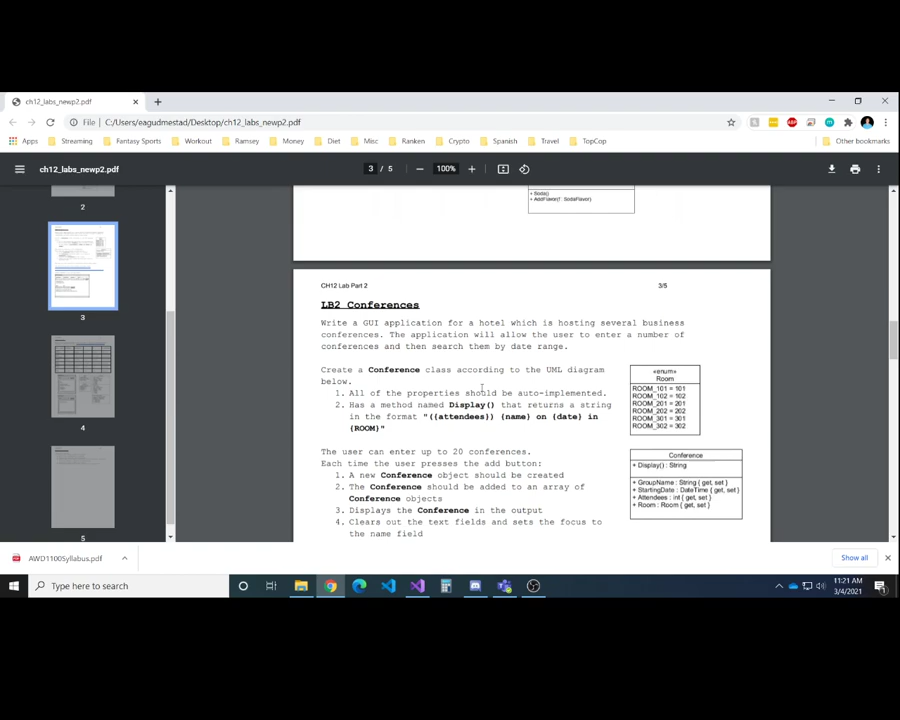 ch12_labs_newp2.pdf
File
C:/Users/eagudmestad/Desktop/ch12_labs_newp2.pdf
Apps
Streaming
Fantasy Sports
Workout
Ramsey
Money
Diet
Misc
Ranken
Crypto
Spanish
Travel
TopCop
Other bookmarks
ch12_labs_newp2.pdf
3 / 5
100%
2
3
4
5
+ Soda()
+ AddFlavor(f : SodaFlavor)
CH12 Lab Part 2
3/5
LB2 Conferences
Write a GUI application for a hotel which is hosting several business
conferences. The application will allow the user to enter a number of
conferences and then search them by date range.
Create a Conference class according to the UML diagram
below.
1. All of the properties should be auto-implemented.
2. Has a method named Display() that returns a string
in the format "({attendees}) {name} on {date} in
{ROOM}"
The user can enter up to 20 conferences.
Each time the user presses the add button:
1. A new Conference object should be created
2. The Conference should be added to an array of
Conference objects
3. Displays the Conference in the output
4. Clears out the text fields and sets the focus to
the name field
«enum»
Room
ROOM_101 = 101
ROOM_102 = 102
ROOM_201 = 201
ROOM_202 = 202
ROOM_301 = 301
ROOM_302 = 302
Conference
+ Display() : String
+ GroupName : String { get, set }
+ StartingDate : DateTime { get, set }
+ Attendees : int { get, set }
+ Room : Room { get, set }
AWD1100Syllabus.pdf
Show all
Type here to search
11:21 AM
3/4/2021